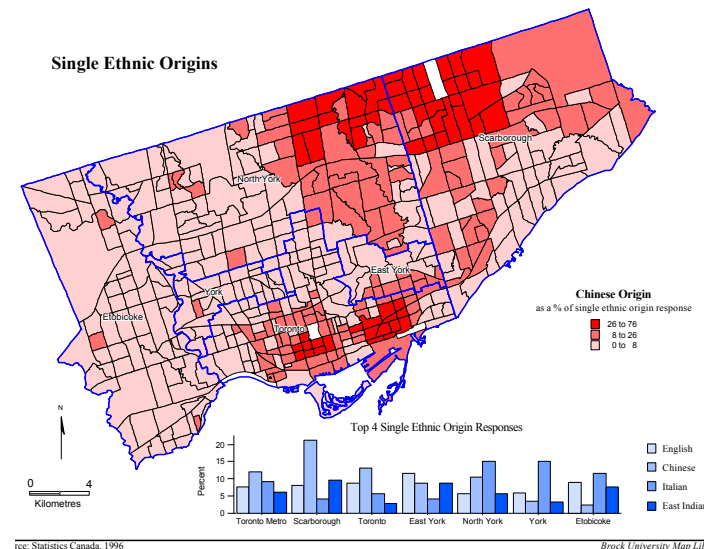 Single Ethnic Origins
Scarborough
North York
East York
York
Etobicoke
Toronto
Chinese Origin
as a % of single ethnic origin response
26 to 76
8 to 26
0 to 8
N
0 4
Kilometres
Top 4 Single Ethnic Origin Responses
Percent
20
15
10
5
0
Toronto Metro Scarborough Toronto East York North York York Etobicoke
English
Chinese
Italian
East Indian
rce: Statistics Canada, 1996 Brock University Map Lib